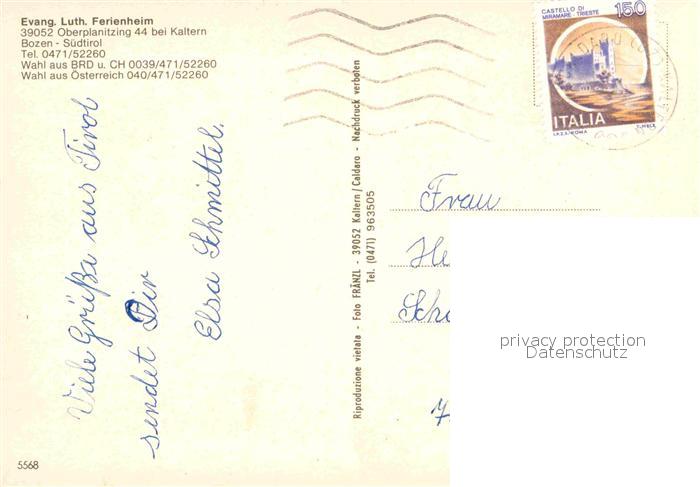 Evang. Luth. Ferienheim
39052 Oberplanitzing 44 bei Kaltern
Bozen - Südtirol
Tel. 0471/52260
Wahl aus BRD u. CH 0039/471/52260
Wahl aus Österreich 040/471/52260
Viele Grüße aus Tirol
sendet Dir
Elsa Schmittel.
5568
Riproduzione vietata - Foto FRÄNZL - 39052 Kaltern/Caldaro - Nachdruck verboten
Tel. (0471) 963505
CASTELLO DI
MIRAMARE · TRIESTE
150
ITALIA
I.P.Z.S. ROMA
Frau
He
Sch
privacy protection
Datenschutz